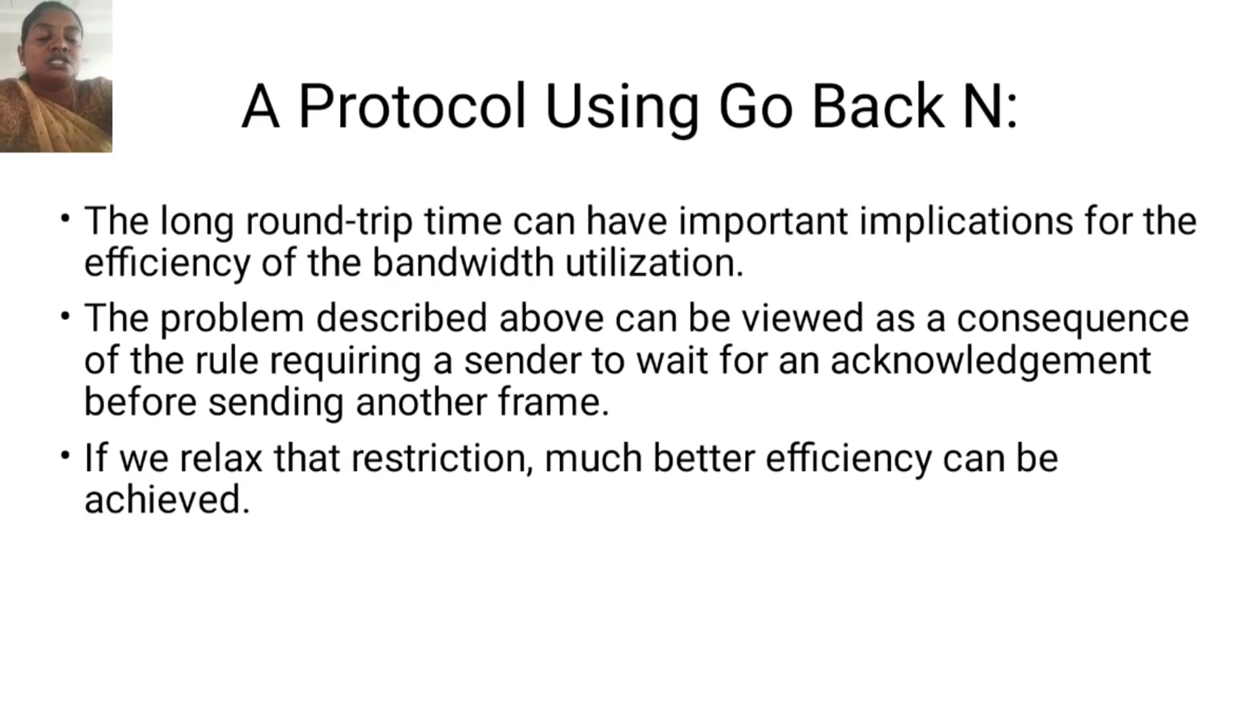 A Protocol Using Go Back N:
• The long round-trip time can have important implications for the
efficiency of the bandwidth utilization.
• The problem described above can be viewed as a consequence
of the rule requiring a sender to wait for an acknowledgement
before sending another frame.
• If we relax that restriction, much better efficiency can be
achieved.